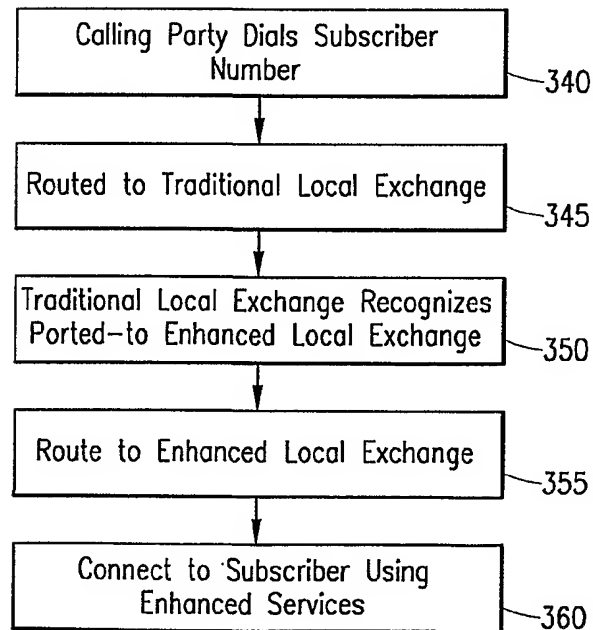 Calling Party Dials Subscriber
Number
340
Routed to Traditional Local Exchange
345
Traditional Local Exchange Recognizes
Ported-to Enhanced Local Exchange
350
Route to Enhanced Local Exchange
355
Connect to Subscriber Using
Enhanced Services
360